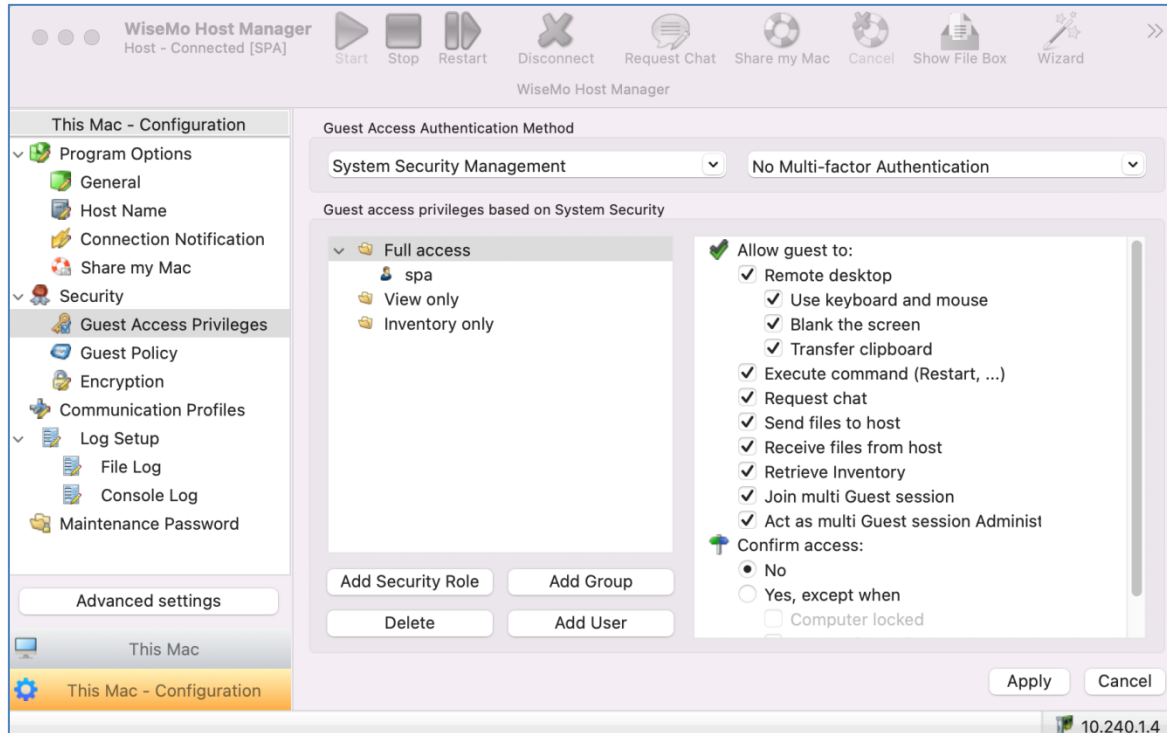 WiseMo Host Manager
Host - Connected [SPA]
Start Stop Restart Disconnect Request Chat Share my Mac Cancel Show File Box Wizard
WiseMo Host Manager
This Mac - Configuration
Program Options
General
Host Name
Connection Notification
Share my Mac
Security
Guest Access Privileges
Guest Policy
Encryption
Communication Profiles
Log Setup
File Log
Console Log
Maintenance Password
Advanced settings
This Mac
This Mac - Configuration
Guest Access Authentication Method
System Security Management
No Multi-factor Authentication
Guest access privileges based on System Security
Full access
spa
View only
Inventory only
Add Security Role
Add Group
Delete
Add User
Allow guest to:
Remote desktop
Use keyboard and mouse
Blank the screen
Transfer clipboard
Execute command (Restart, ...)
Request chat
Send files to host
Receive files from host
Retrieve Inventory
Join multi Guest session
Act as multi Guest session Administ
Confirm access:
No
Yes, except when
Computer locked
Apply
Cancel
10.240.1.4